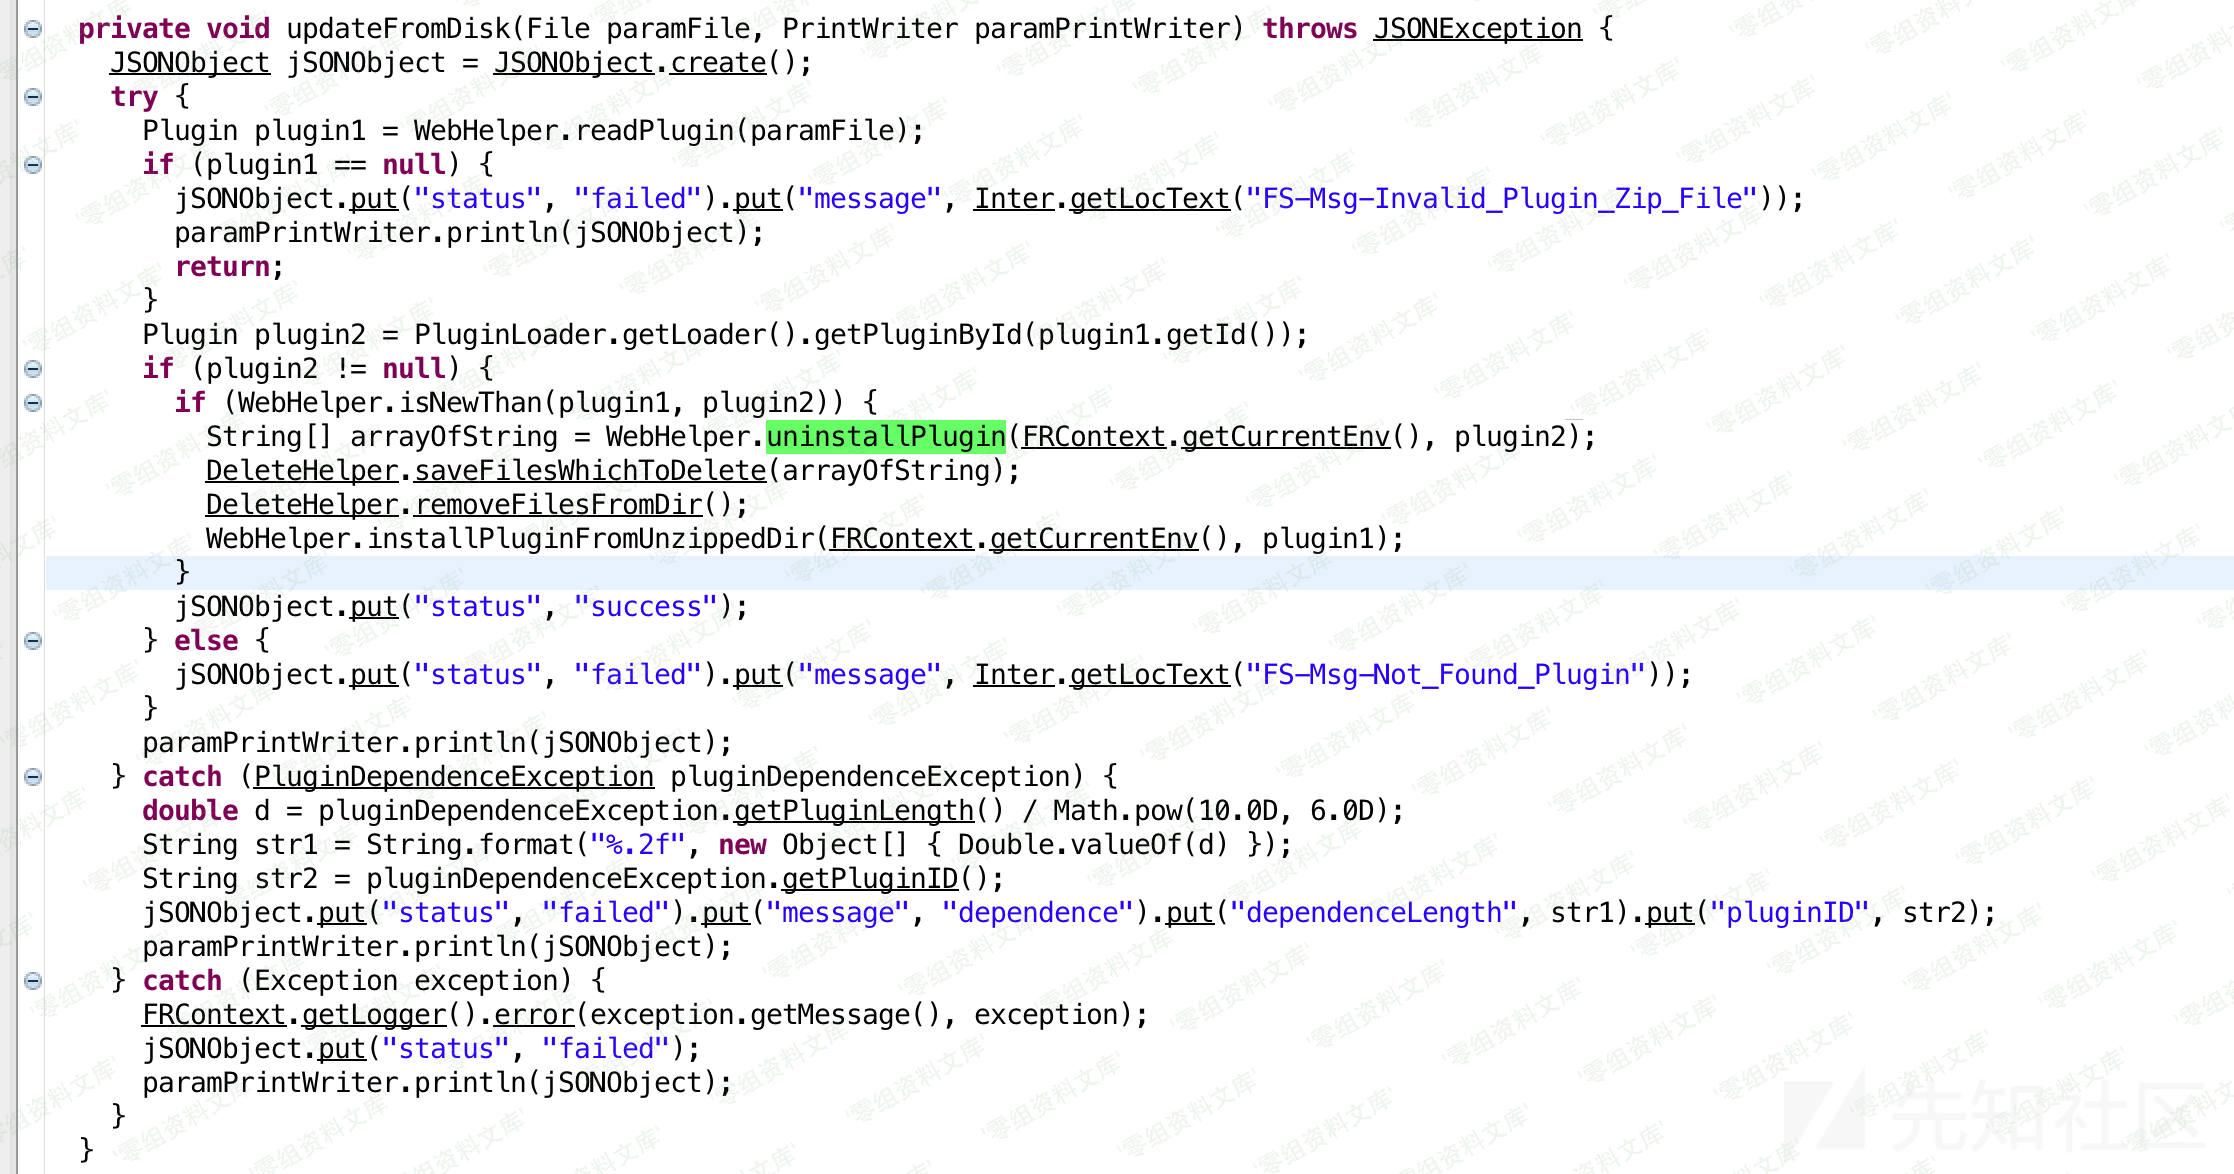 private void updateFromDisk(File paramFile, PrintWriter paramPrintWriter) throws JSONException {
JSONObject jSONObject = JSONObject.create();
try {
Plugin plugin1 = WebHelper.readPlugin(paramFile);
if (plugin1 == null) {
jSONObject.put("status", "failed").put("message", Inter.getLocText("FS-Msg-Invalid_Plugin_Zip_File"));
paramPrintWriter.println(jSONObject);
return;
}
Plugin plugin2 = PluginLoader.getLoader().getPluginById(plugin1.getId());
if (plugin2 != null) {
if (WebHelper.isNewThan(plugin1, plugin2)) {
String[] arrayOfString = WebHelper.uninstallPlugin(FRContext.getCurrentEnv(), plugin2);
DeleteHelper.saveFilesWhichToDelete(arrayOfString);
DeleteHelper.removeFilesFromDir();
WebHelper.installPluginFromUnzippedDir(FRContext.getCurrentEnv(), plugin1);
}
jSONObject.put("status", "success");
} else {
jSONObject.put("status", "failed").put("message", Inter.getLocText("FS-Msg-Not_Found_Plugin"));
}
paramPrintWriter.println(jSONObject);
} catch (PluginDependenceException pluginDependenceException) {
double d = pluginDependenceException.getPluginLength() / Math.pow(10.0D, 6.0D);
String str1 = String.format("%.2f", new Object[] { Double.valueOf(d) });
String str2 = pluginDependenceException.getPluginID();
jSONObject.put("status", "failed").put("message", "dependence").put("dependenceLength", str1).put("pluginID", str2);
paramPrintWriter.println(jSONObject);
} catch (Exception exception) {
FRContext.getLogger().error(exception.getMessage(), exception);
jSONObject.put("status", "failed");
paramPrintWriter.println(jSONObject);
}
}
零组资料文库
先知社区